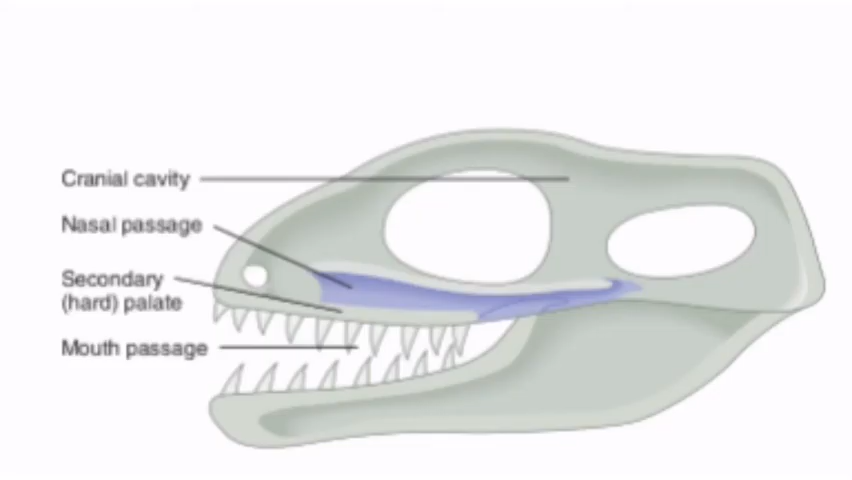 Cranial cavity
Nasal passage
Secondary
(hard) palate
Mouth passage